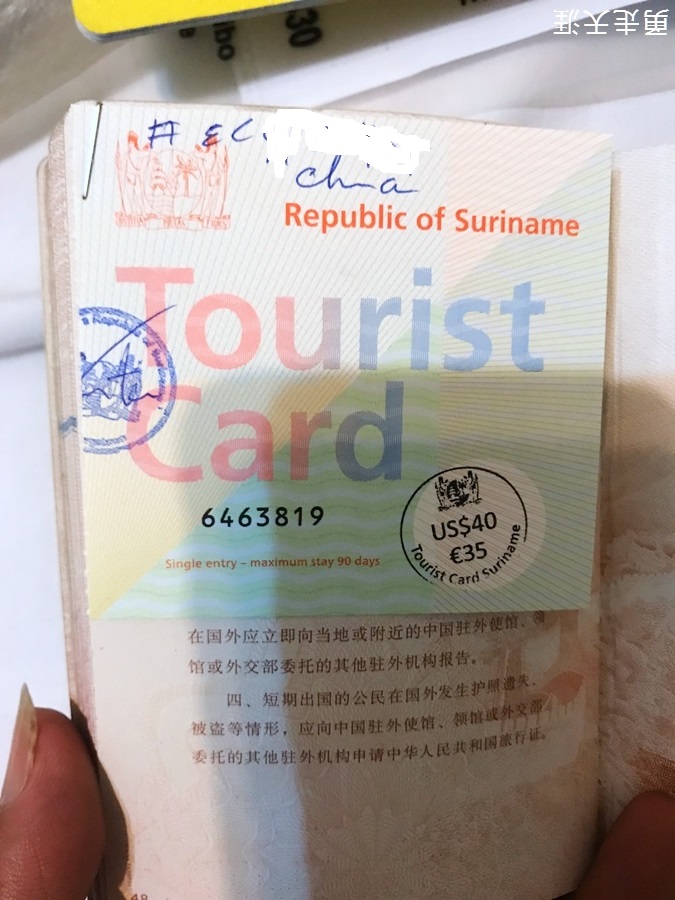 勇走天涯
30
China
Republic of Suriname
Tourist
Card
6463819
US$40
€35
Tourist Card Suriname
Single entry – maximum stay 90 days
在国外应立即向当地或附近的中国驻外使馆、领
馆或外交部委托的其他驻外机构报告。
四、短期出国的公民在国外发生护照遗失、
被盗等情形，应向中国驻外使馆、领馆或外交部
委托的其他驻外机构申请中华人民共和国旅行证。
48